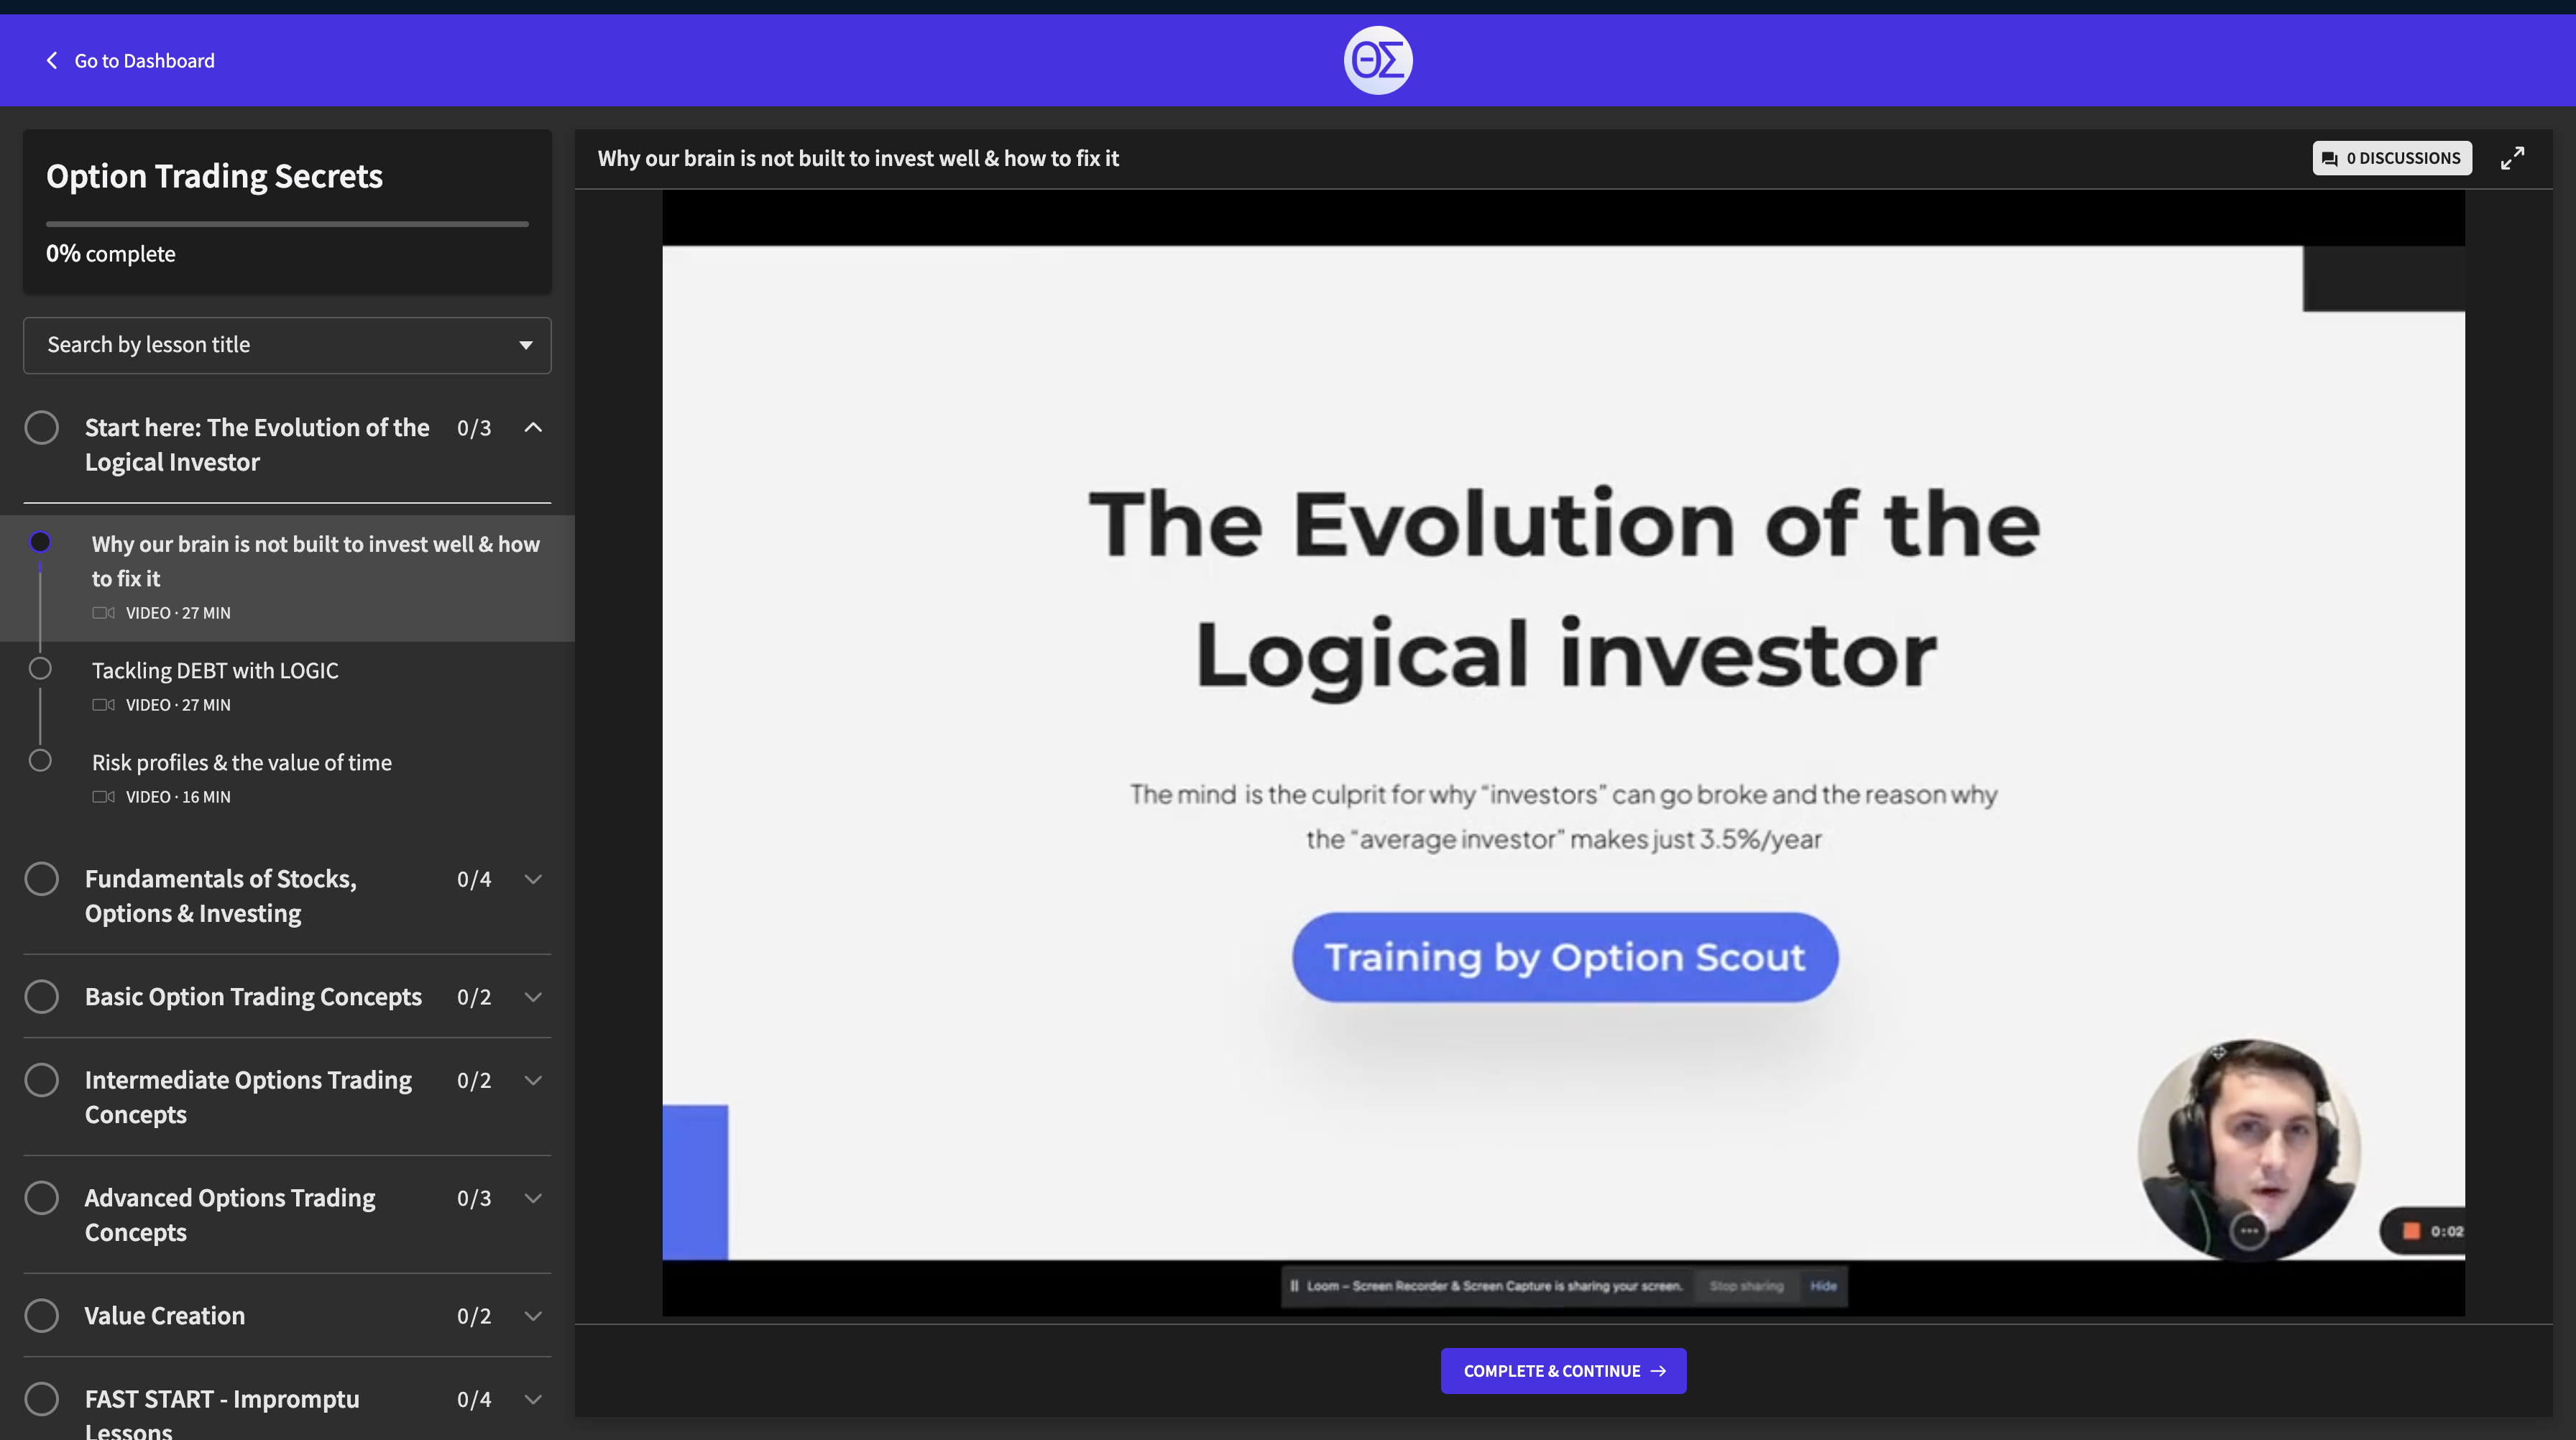 Go to Dashboard
ΘΣ
Option Trading Secrets
0% complete
Search by lesson title
Start here: The Evolution of the
Logical Investor
0/3
Why our brain is not built to invest well & how
to fix it
VIDEO · 27 MIN
Tackling DEBT with LOGIC
VIDEO · 27 MIN
Risk profiles & the value of time
VIDEO · 16 MIN
Fundamentals of Stocks,
Options & Investing
0/4
Basic Option Trading Concepts
0/2
Intermediate Options Trading
Concepts
0/2
Advanced Options Trading
Concepts
0/3
Value Creation
0/2
FAST START - Impromptu
Lessons
0/4
Why our brain is not built to invest well & how to fix it
0 DISCUSSIONS
The Evolution of the
Logical investor
The mind is the culprit for why “investors” can go broke and the reason why
the “average investor” makes just 3.5%/year
Training by Option Scout
0:02
Loom – Screen Recorder & Screen Capture is sharing your screen.
Stop sharing
Hide
COMPLETE & CONTINUE